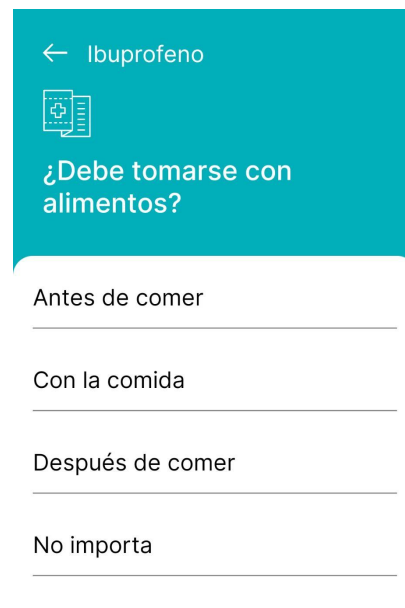 Ibuprofeno
¿Debe tomarse con
alimentos?
Antes de comer
Con la comida
Después de comer
No importa